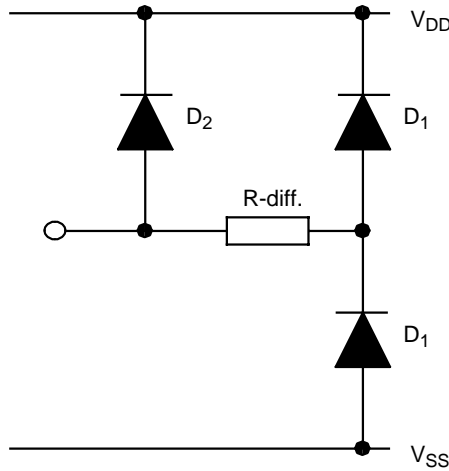 VDD
D2
D1
R-diff.
D1
VSS